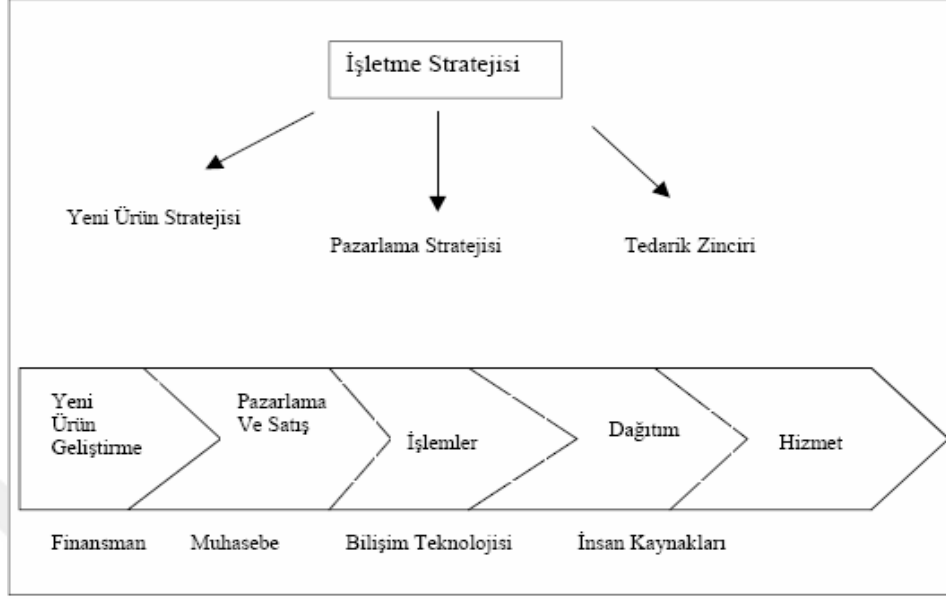 İşletme Stratejisi
Yeni Ürün Stratejisi
Pazarlama Stratejisi
Tedarik Zinciri
Yeni
Ürün
Geliştirme
Pazarlama
Ve Satış
İşlemler
Dağıtım
Hizmet
Finansman
Muhasebe
Bilişim Teknolojisi
İnsan Kaynakları